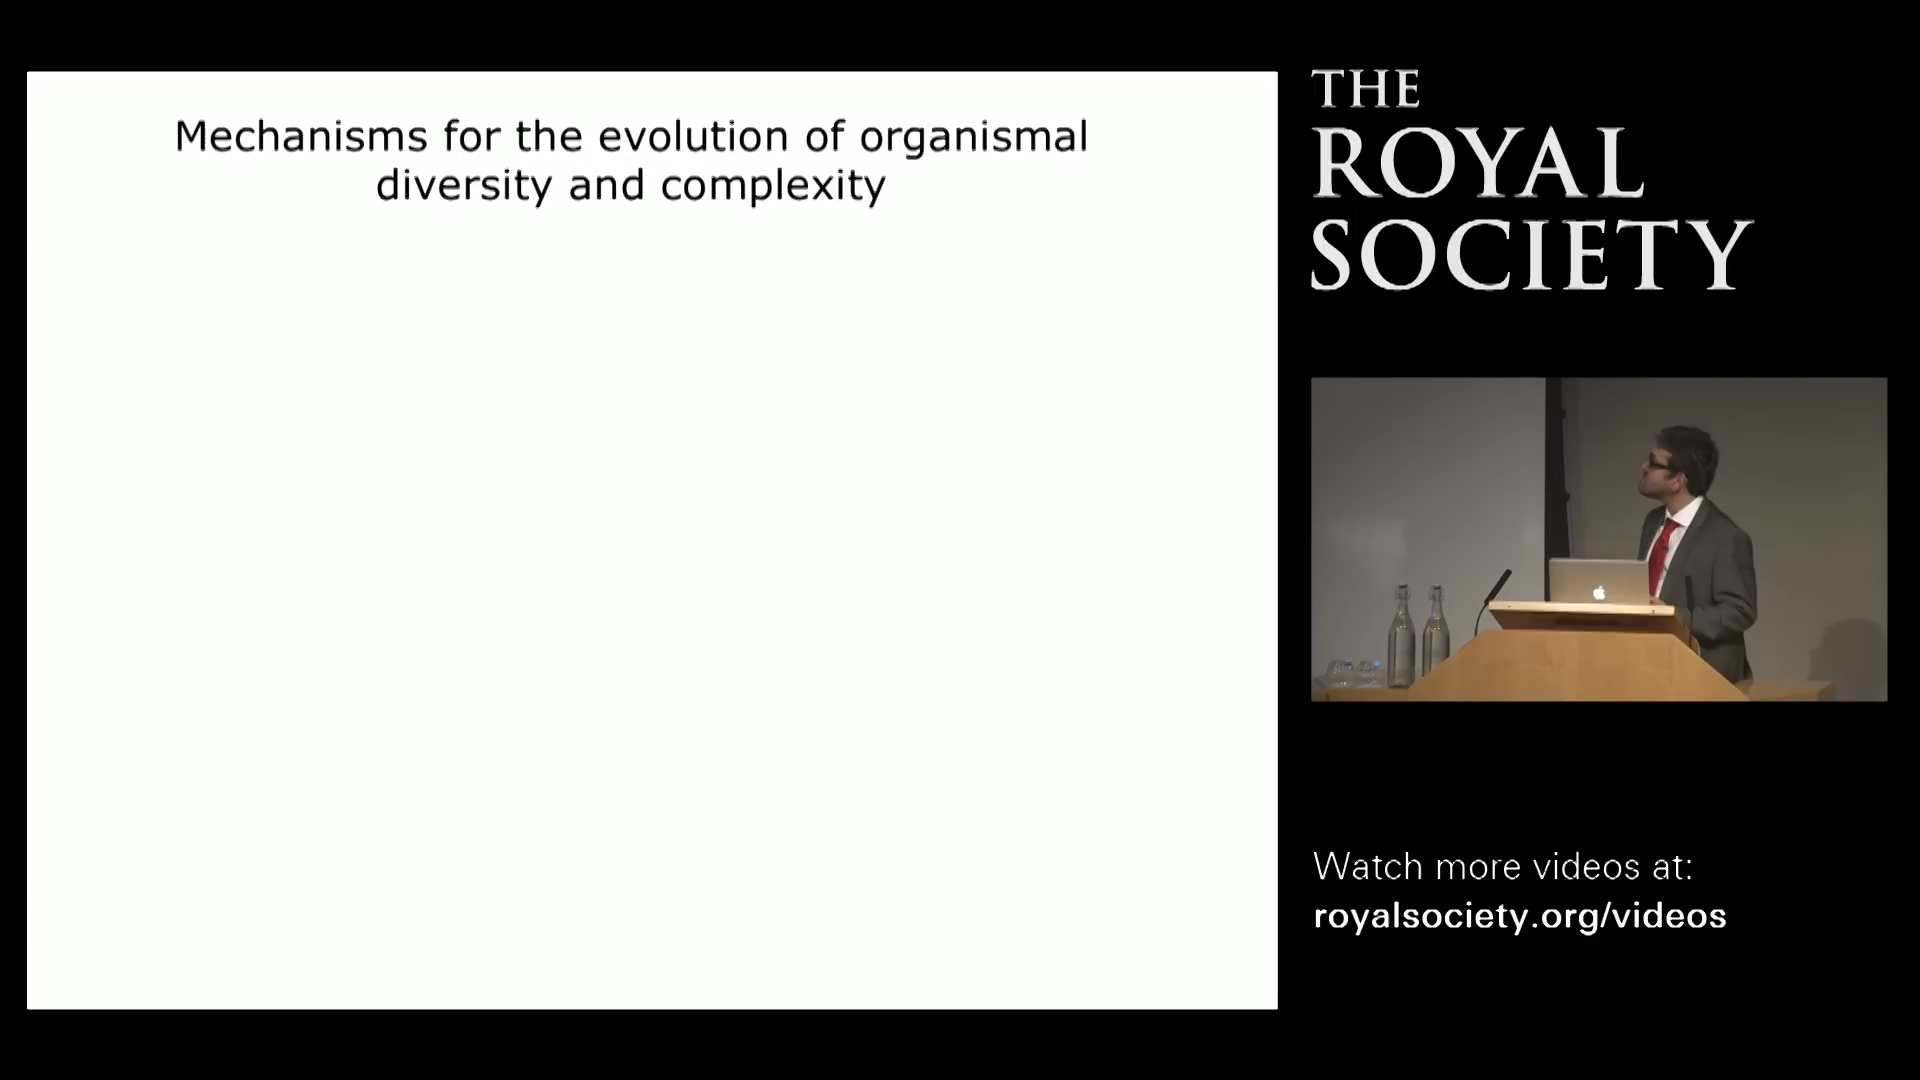 Mechanisms for the evolution of organismal
diversity and complexity
THE
ROYAL
SOCIETY
Watch more videos at:
royalsociety.org/videos